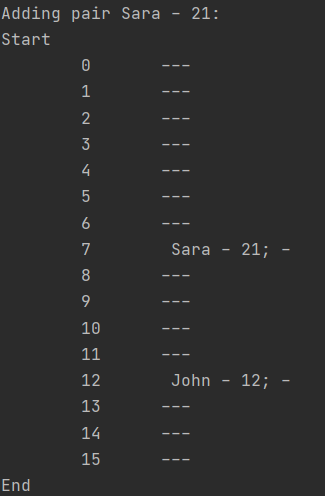 Adding pair Sara - 21:
Start
0 ---
1 ---
2 ---
3 ---
4 ---
5 ---
6 ---
7 Sara - 21; -
8 ---
9 ---
10 ---
11 ---
12 John - 12; -
13 ---
14 ---
15 ---
End